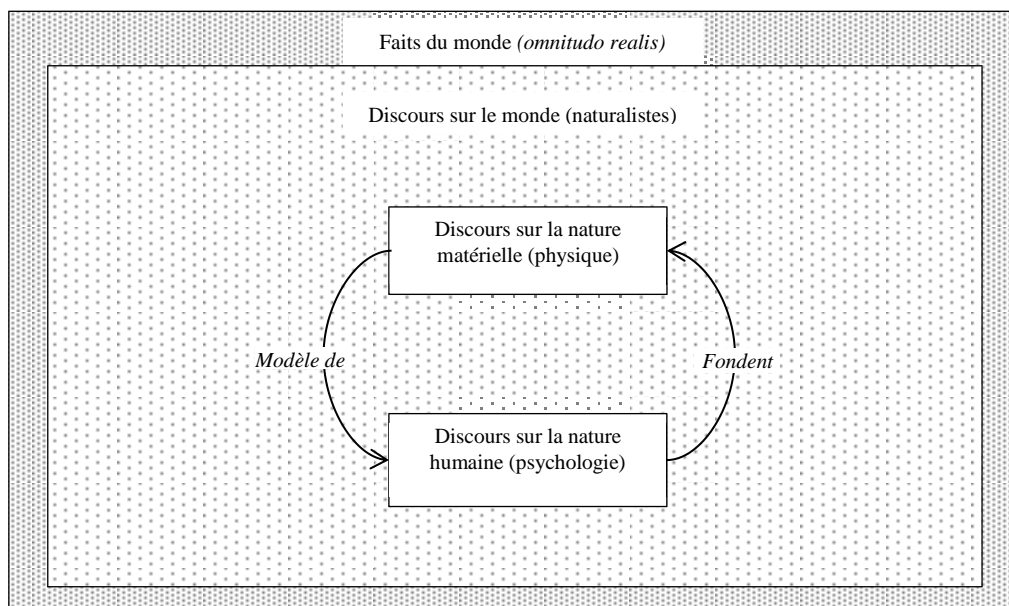 Faits du monde (omnitudo realis)
Discours sur le monde (naturalistes)
Discours sur la nature
matérielle (physique)
Modèle de
Fondent
Discours sur la nature
humaine (psychologie)